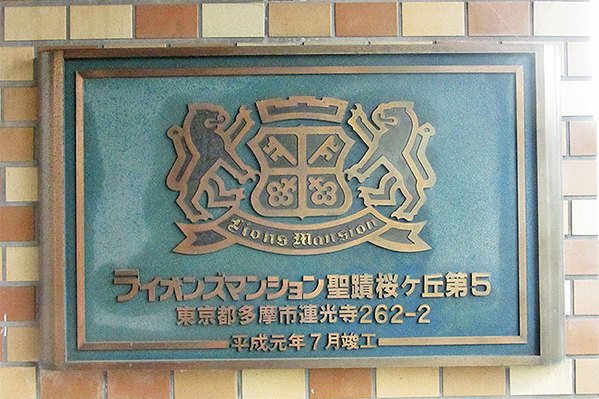 Lions Mansion
ライオンズマンション聖蹟桜ヶ丘第5
東京都多摩市連光寺262-2
平成元年7月竣工